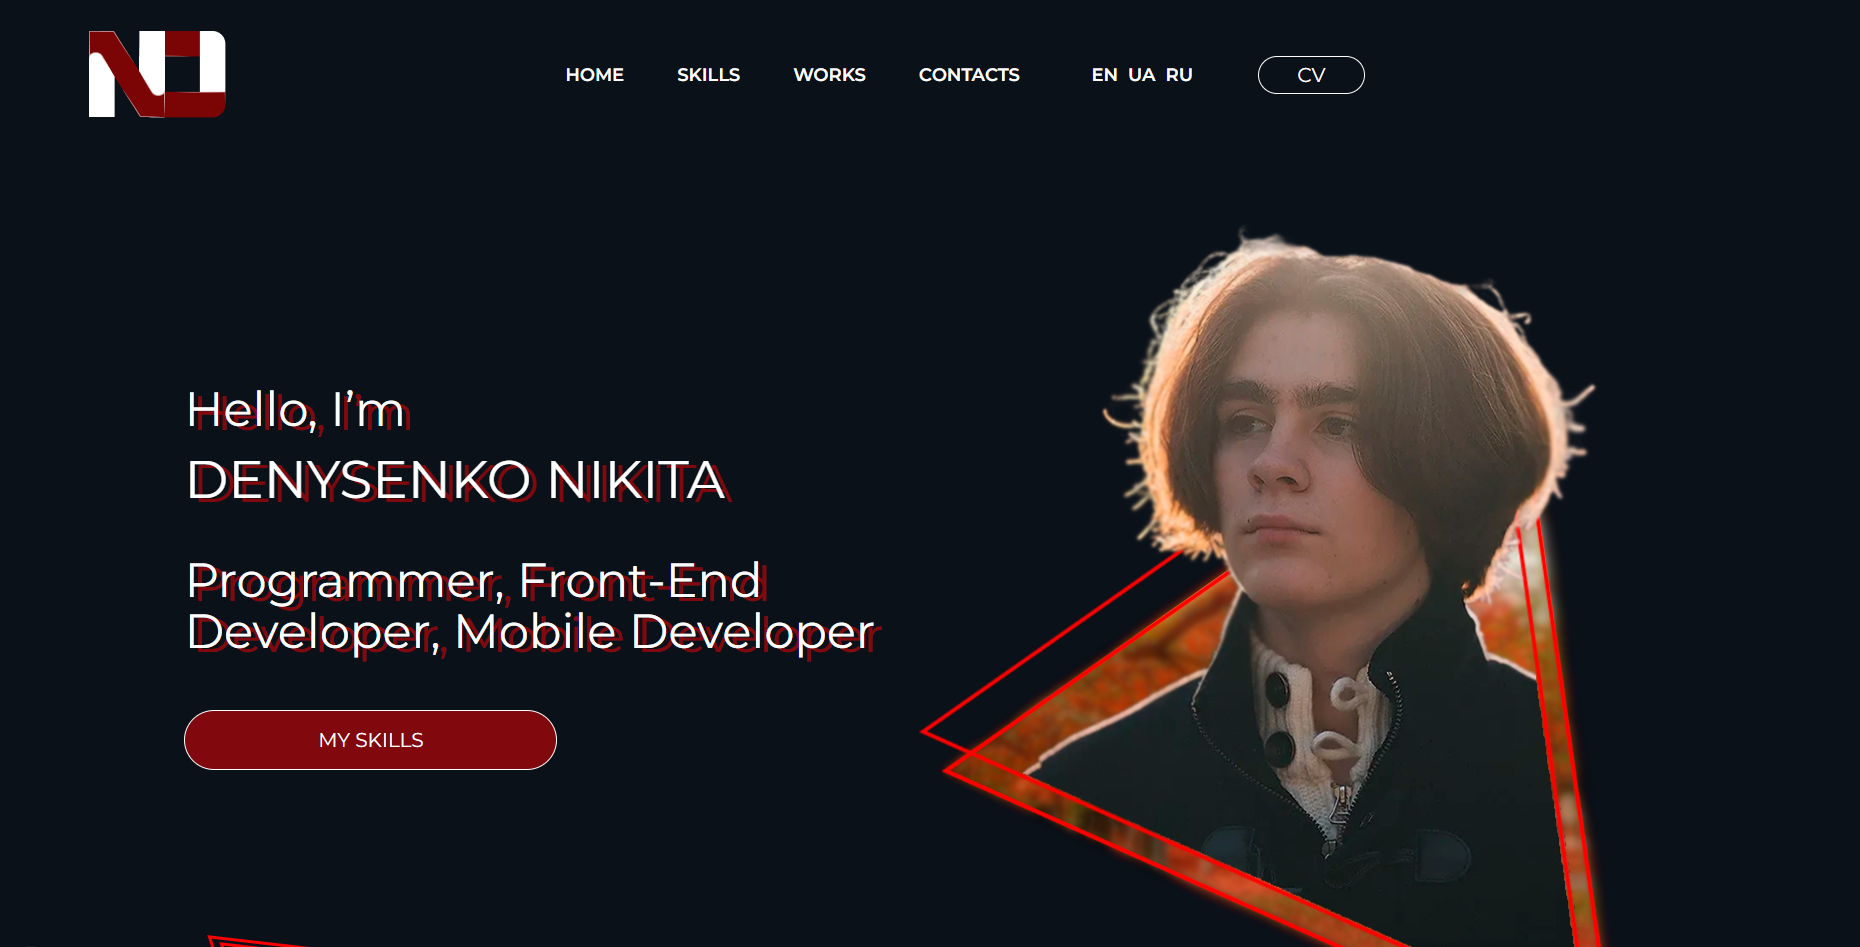 ND
HOME SKILLS WORKS CONTACTS EN UA RU CV
Hello, I’m
DENYSENKO NIKITA
Programmer, Front-End
Developer, Mobile Developer
MY SKILLS